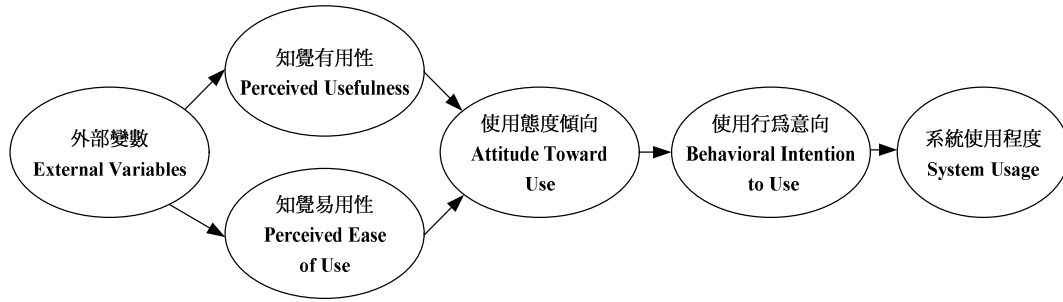 外部變數
External Variables
知覺有用性
Perceived Usefulness
知覺易用性
Perceived Ease
of Use
使用態度傾向
Attitude Toward
Use
使用行為意向
Behavioral Intention
to Use
系統使用程度
System Usage